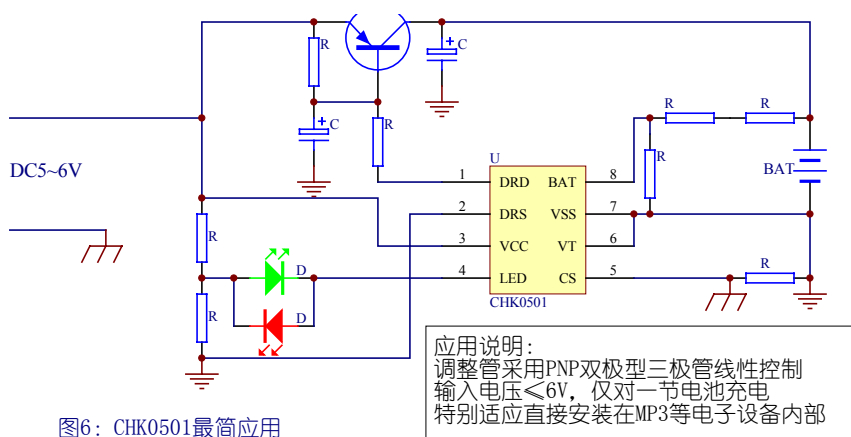 R
C
R
C
R
R
R
DC5~6V
U
1
DRD
BAT
8
R
BAT
2
DRS
VSS
7
3
VCC
VT
6
R
4
LED
CS
5
R
D
CHK0501
R
D
应用说明:
调整管采用PNP双极型三极管线性控制
输入电压≤6V, 仅对一节电池充电
特别适应直接安装在MP3等电子设备内部
图6: CHK0501最简应用